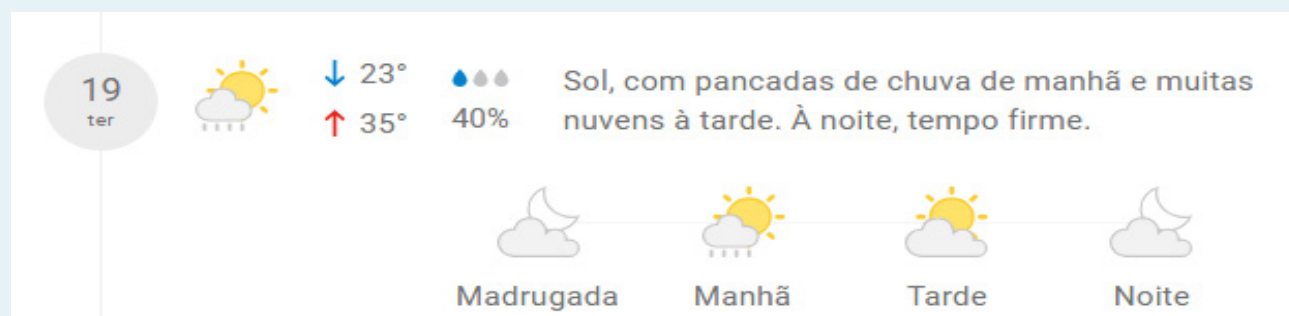 19
ter
↓ 23°
↑ 35°
40%
Sol, com pancadas de chuva de manhã e muitas
nuvens à tarde. À noite, tempo firme.
Madrugada Manhã Tarde Noite